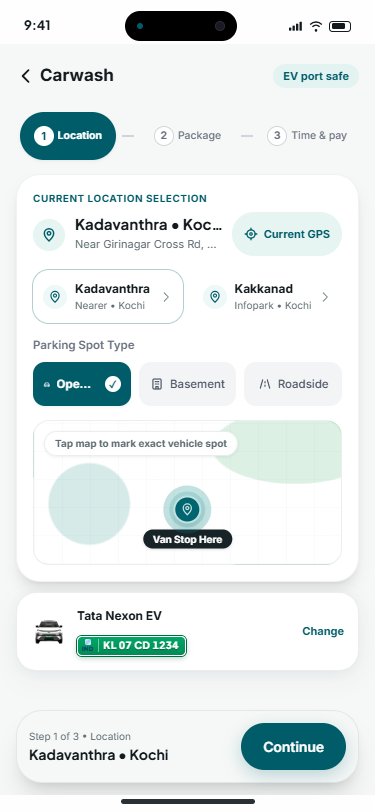 9:41
Carwash
EV port safe
1 Location
2 Package
3 Time & pay
CURRENT LOCATION SELECTION
Kadavanthra • Koc...
Near Girinagar Cross Rd, ...
Current GPS
Kadavanthra
Nearer • Kochi
Kakkanad
Infopark • Kochi
Parking Spot Type
Ope...
Basement
Roadside
Tap map to mark exact vehicle spot
Van Stop Here
Tata Nexon EV
IND KL 07 CD 1234
Change
Step 1 of 3 • Location
Kadavanthra • Kochi
Continue